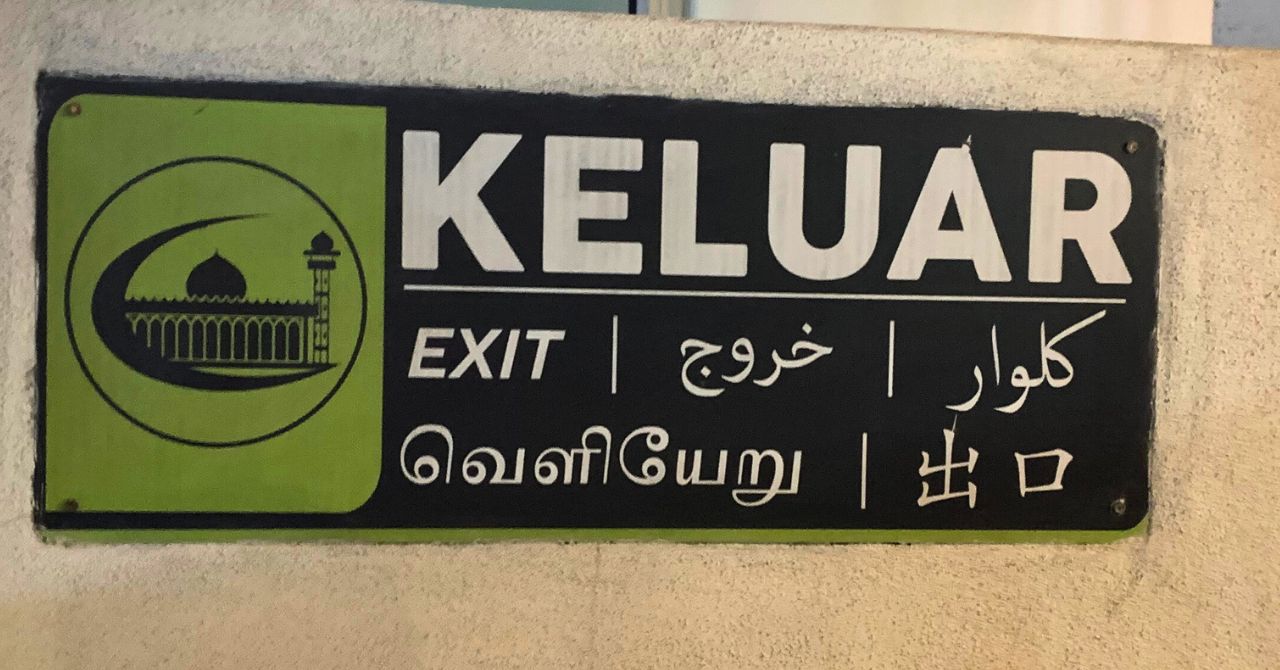 KELUAR
EXIT | خروج | كلوار
வெளியேறு | 出口